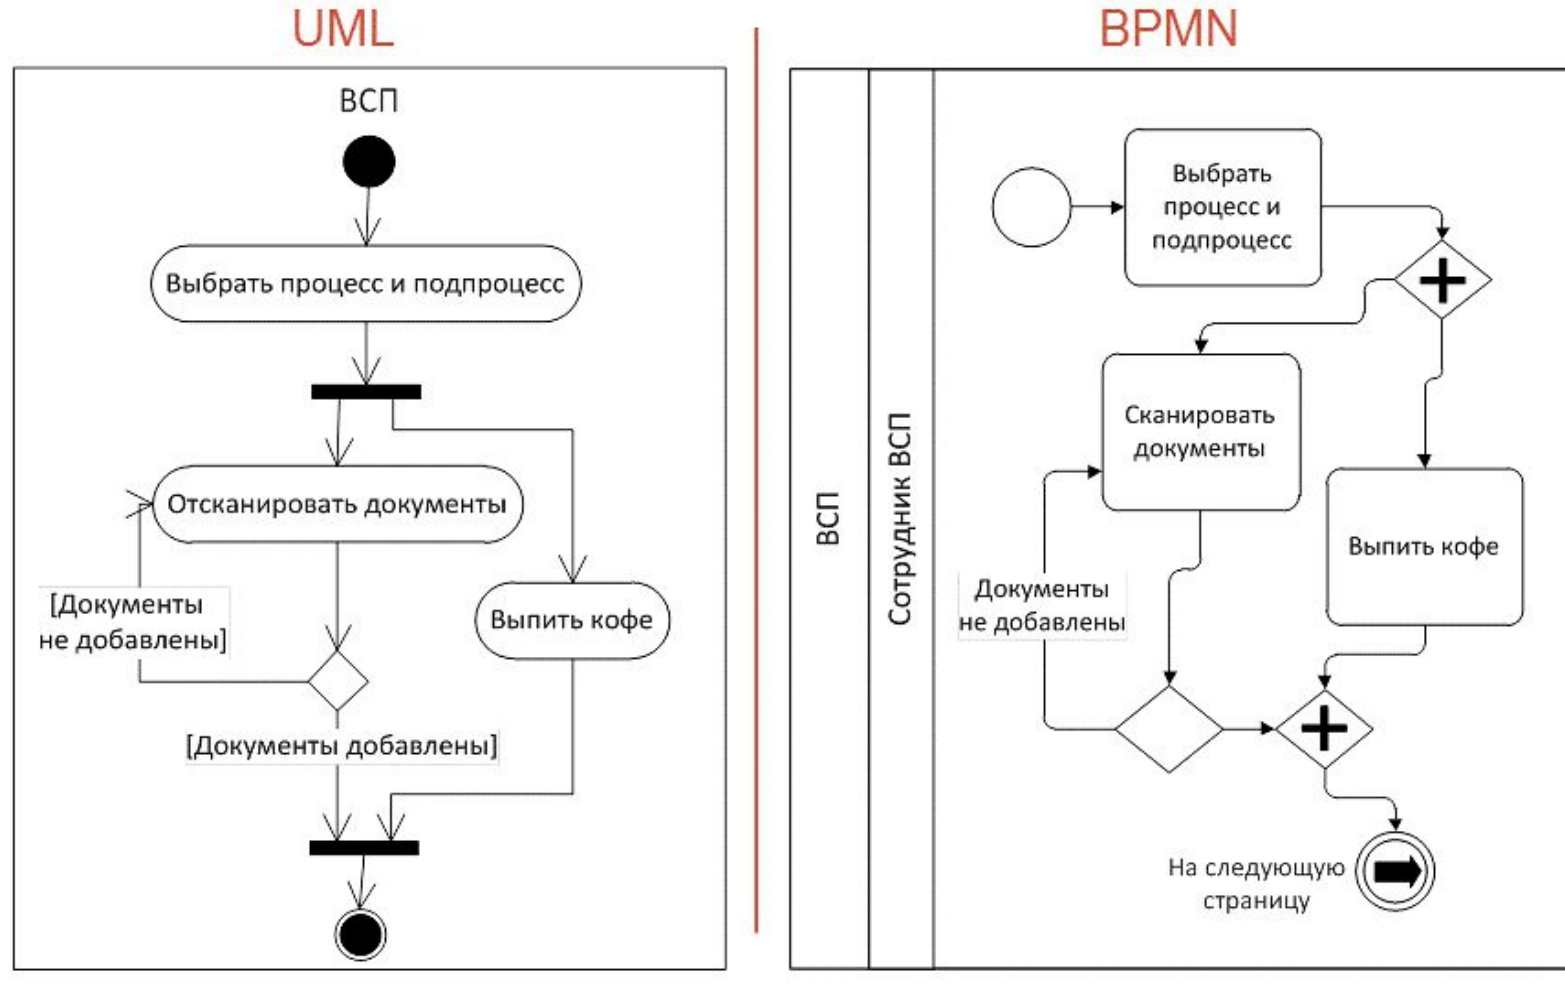 UML
ВСП
Выбрать процесс и подпроцесс
Отсканировать документы
[Документы
не добавлены]
Выпить кофе
[Документы добавлены]
BPMN
ВСП
Сотрудник ВСП
Выбрать
процесс и
подпроцесс
Сканировать
документы
Выпить кофе
Документы
не добавлены
На следующую
страницу